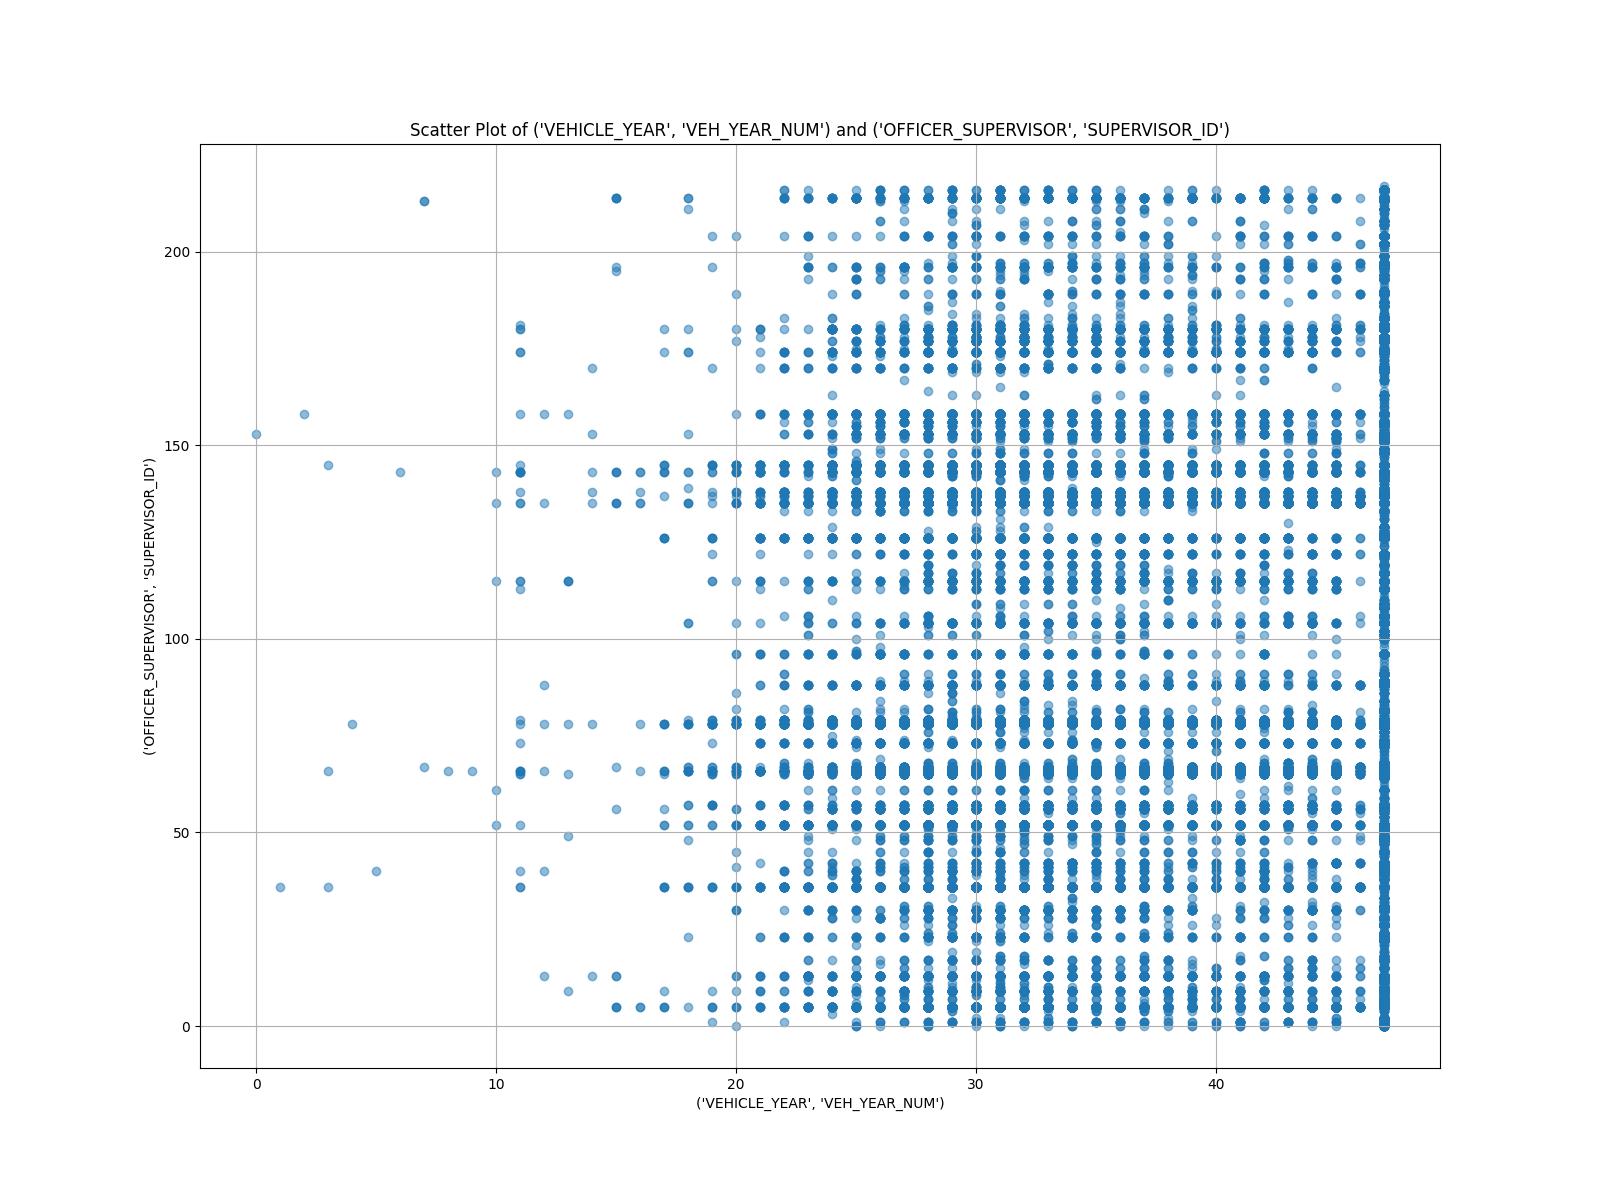 Scatter Plot of ('VEHICLE_YEAR', 'VEH_YEAR_NUM') and ('OFFICER_SUPERVISOR', 'SUPERVISOR_ID')
('OFFICER_SUPERVISOR', 'SUPERVISOR_ID')
200
150
100
50
0
0 10 20 30 40
('VEHICLE_YEAR', 'VEH_YEAR_NUM')